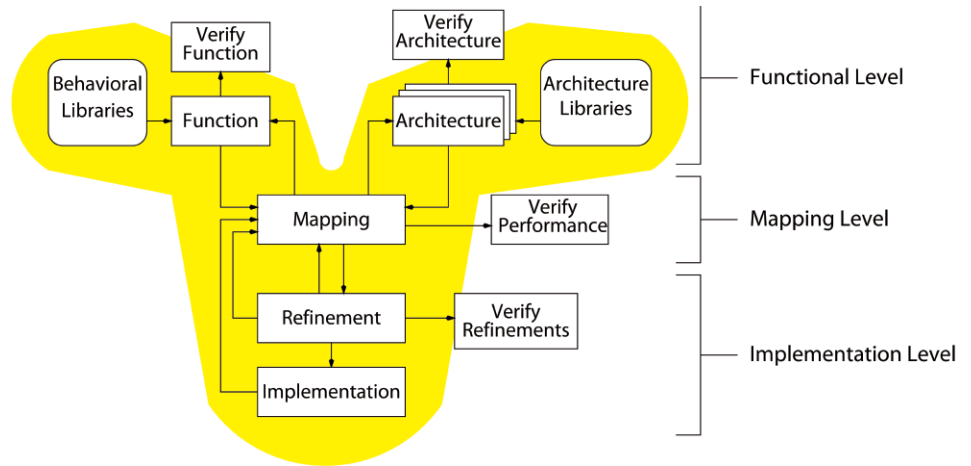 Verify
Function
Verify
Architecture
Behavioral
Libraries
Function
Architecture
Architecture
Libraries
Functional Level
Mapping
Verify
Performance
Mapping Level
Refinement
Verify
Refinements
Implementation
Implementation Level